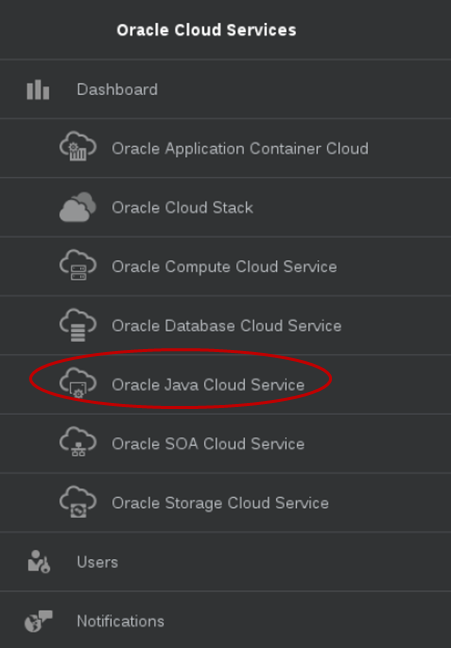 Oracle Cloud Services
Dashboard
Oracle Application Container Cloud
Oracle Cloud Stack
Oracle Compute Cloud Service
Oracle Database Cloud Service
Oracle Java Cloud Service
Oracle SOA Cloud Service
Oracle Storage Cloud Service
Users
Notifications